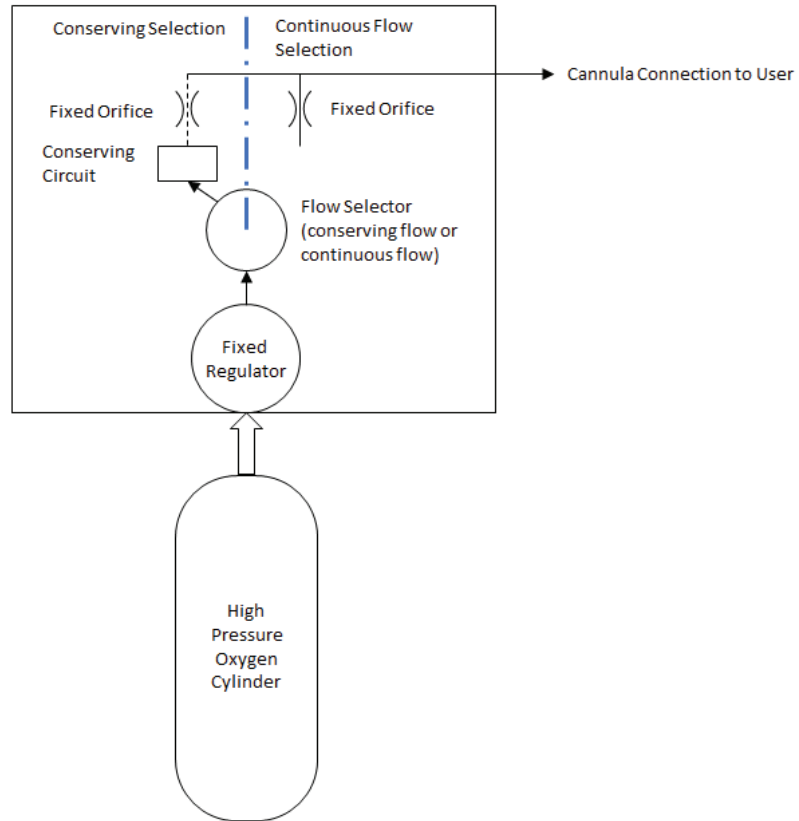 Conserving Selection
Continuous Flow
Selection
Cannula Connection to User
Fixed Orifice
Fixed Orifice
Conserving
Circuit
Flow Selector
(conserving flow or
continuous flow)
Fixed
Regulator
High
Pressure
Oxygen
Cylinder